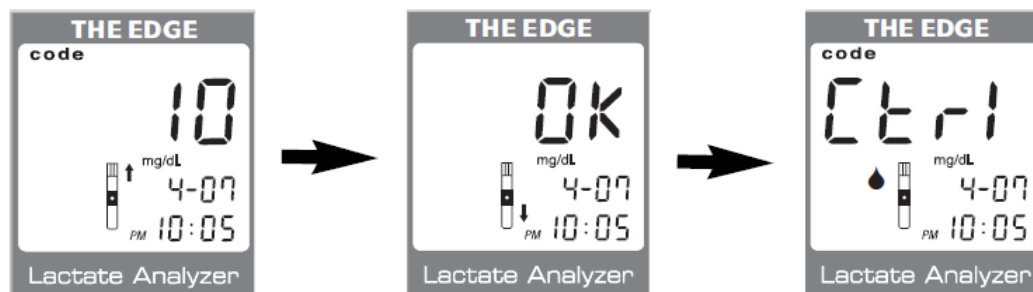 THE EDGE
code
10
mg/dL
4-07
PM 10:05
Lactate Analyzer
THE EDGE
OK
mg/dL
4-07
PM 10:05
Lactate Analyzer
THE EDGE
code
Ctrl
mg/dL
4-07
PM 10:05
Lactate Analyzer